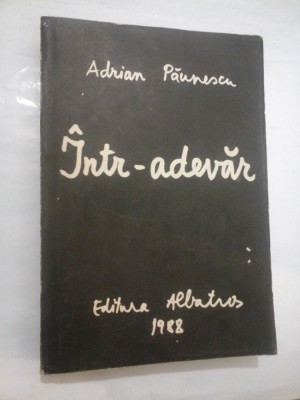 Adrian Păunescu
Într-adevăr
Editura Albatros
1988